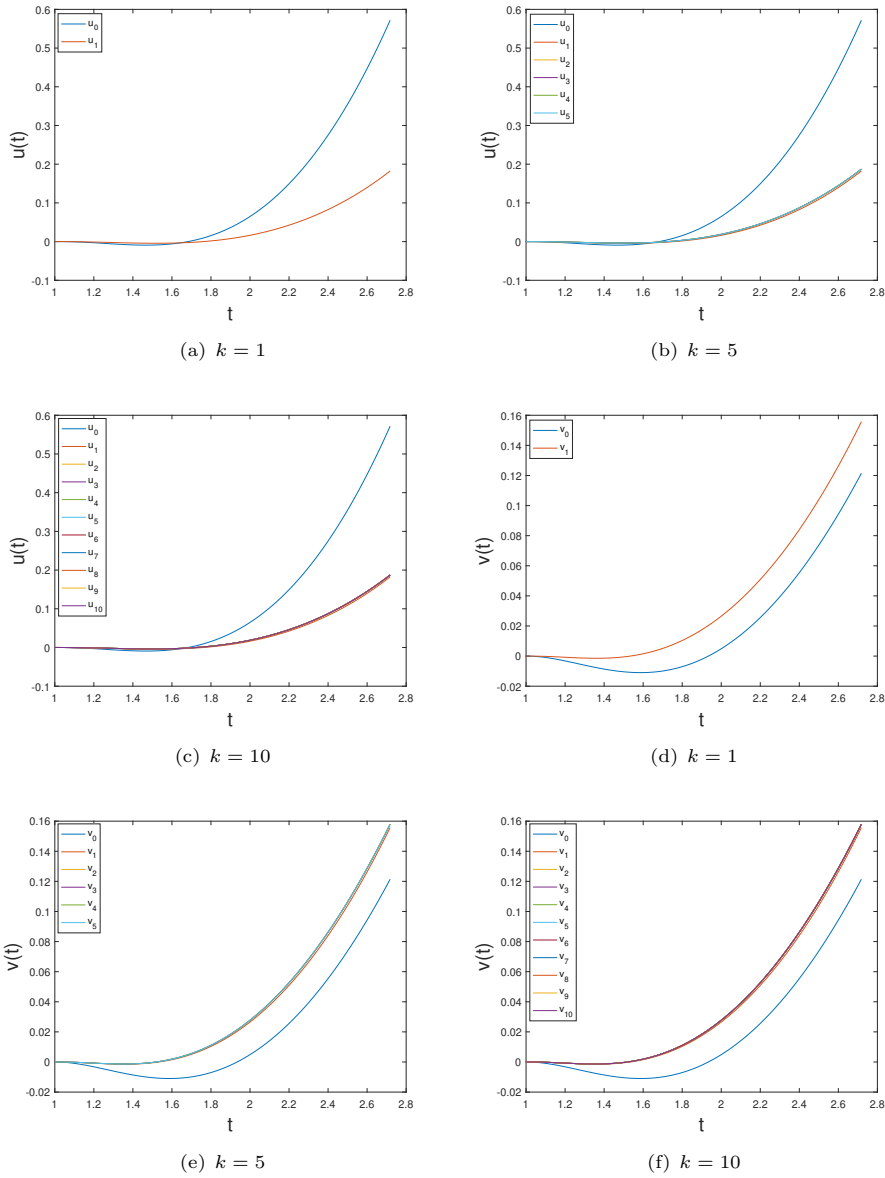 0.6
0.5
0.4
0.3
0.2
0.1
0
-0.1
1 1.2 1.4 1.6 1.8 2 2.2 2.4 2.6 2.8
u(t)
t
u0
u1
(a) k = 1
0.6
0.5
0.4
0.3
0.2
0.1
0
-0.1
1 1.2 1.4 1.6 1.8 2 2.2 2.4 2.6 2.8
u(t)
t
u0
u1
u2
u3
u4
u5
(b) k = 5
0.6
0.5
0.4
0.3
0.2
0.1
0
-0.1
1 1.2 1.4 1.6 1.8 2 2.2 2.4 2.6 2.8
u(t)
t
u0
u1
u2
u3
u4
u5
u6
u7
u8
u9
u10
(c) k = 10
0.16
0.14
0.12
0.1
0.08
0.06
0.04
0.02
0
-0.02
1 1.2 1.4 1.6 1.8 2 2.2 2.4 2.6 2.8
v(t)
t
v0
v1
(d) k = 1
0.16
0.14
0.12
0.1
0.08
0.06
0.04
0.02
0
-0.02
1 1.2 1.4 1.6 1.8 2 2.2 2.4 2.6 2.8
v(t)
t
v0
v1
v2
v3
v4
v5
(e) k = 5
0.16
0.14
0.12
0.1
0.08
0.06
0.04
0.02
0
-0.02
1 1.2 1.4 1.6 1.8 2 2.2 2.4 2.6 2.8
v(t)
t
v0
v1
v2
v3
v4
v5
v6
v7
v8
v9
v10
(f) k = 10